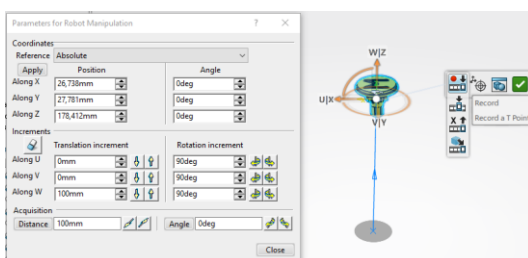 Parameters for Robot Manipulation ? ×
Coordinates
Reference Absolute
Apply Position Angle
Along X 26,738mm 0deg
Along Y 27,781mm 0deg
Along Z 178,412mm 0deg
Increments
Translation increment Rotation increment
Along U 0mm 90deg
Along V 0mm 90deg
Along W 100mm 90deg
Acquisition
Distance 100mm Angle 0deg
Close
W|Z
U|X
V|Y
Record
Record a T Point